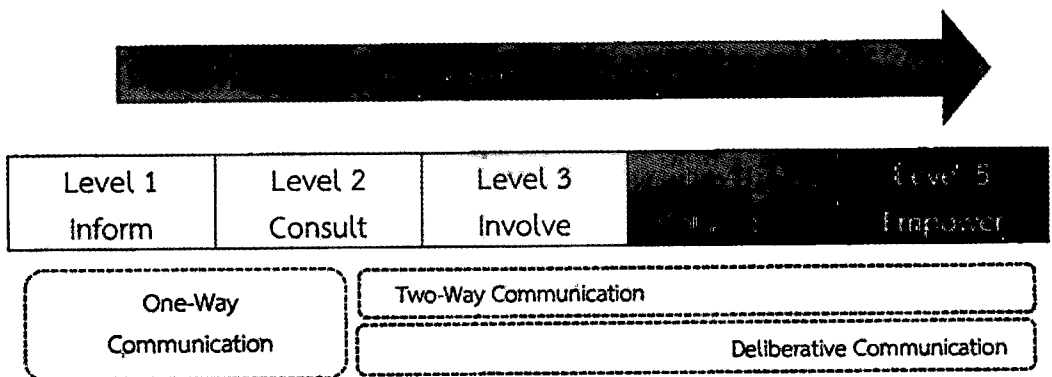 Level 1
Inform
Level 2
Consult
Level 3
Involve
Level 5
Empower
One-Way
Communication
Two-Way Communication
Deliberative Communication